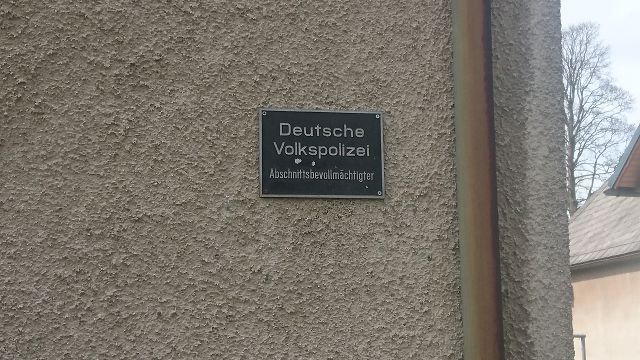 Deutsche
Volkspolizei
Abschnittsbevollmächtigter